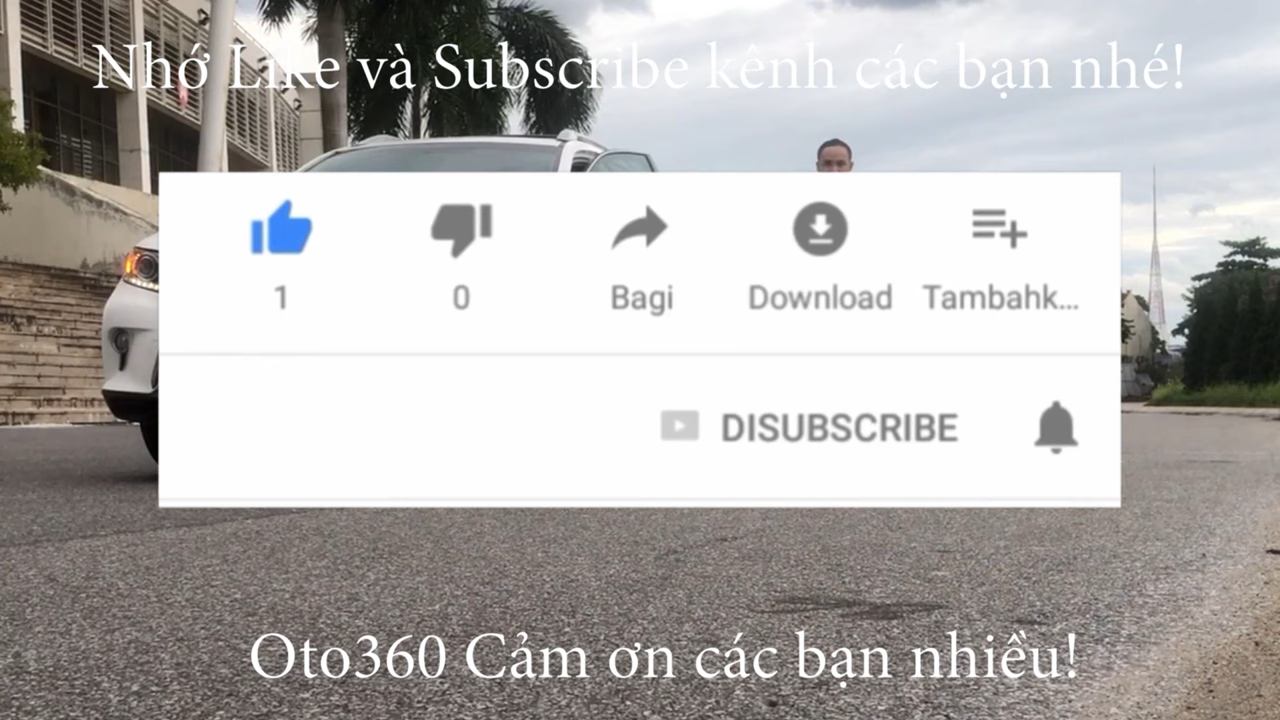 Nhớ Like và Subscribe kênh các bạn nhé!
1 0 Bagi Download Tambahk...
DISUBSCRIBE
Oto360 Cảm ơn các bạn nhiều!